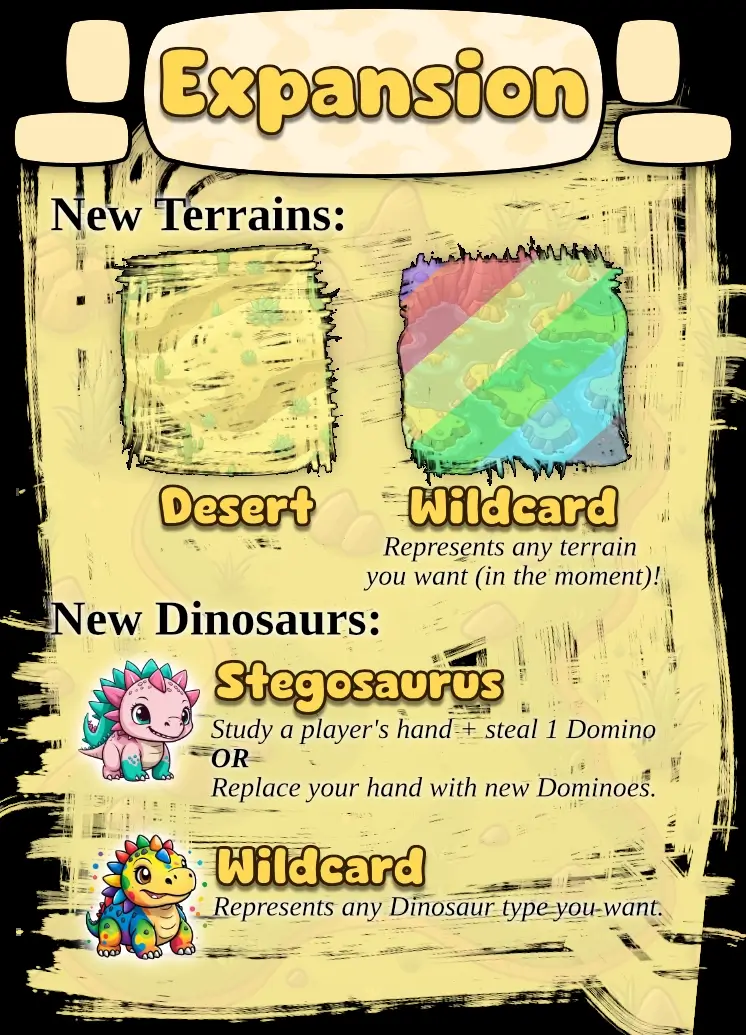 Expansion
New Terrains:
Desert
Wildcard
Represents any terrain
you want (in the moment)!
New Dinosaurs:
Stegosaurus
Study a player's hand + steal 1 Domino
OR
Replace your hand with new Dominoes.
Wildcard
Represents any Dinosaur type you want.